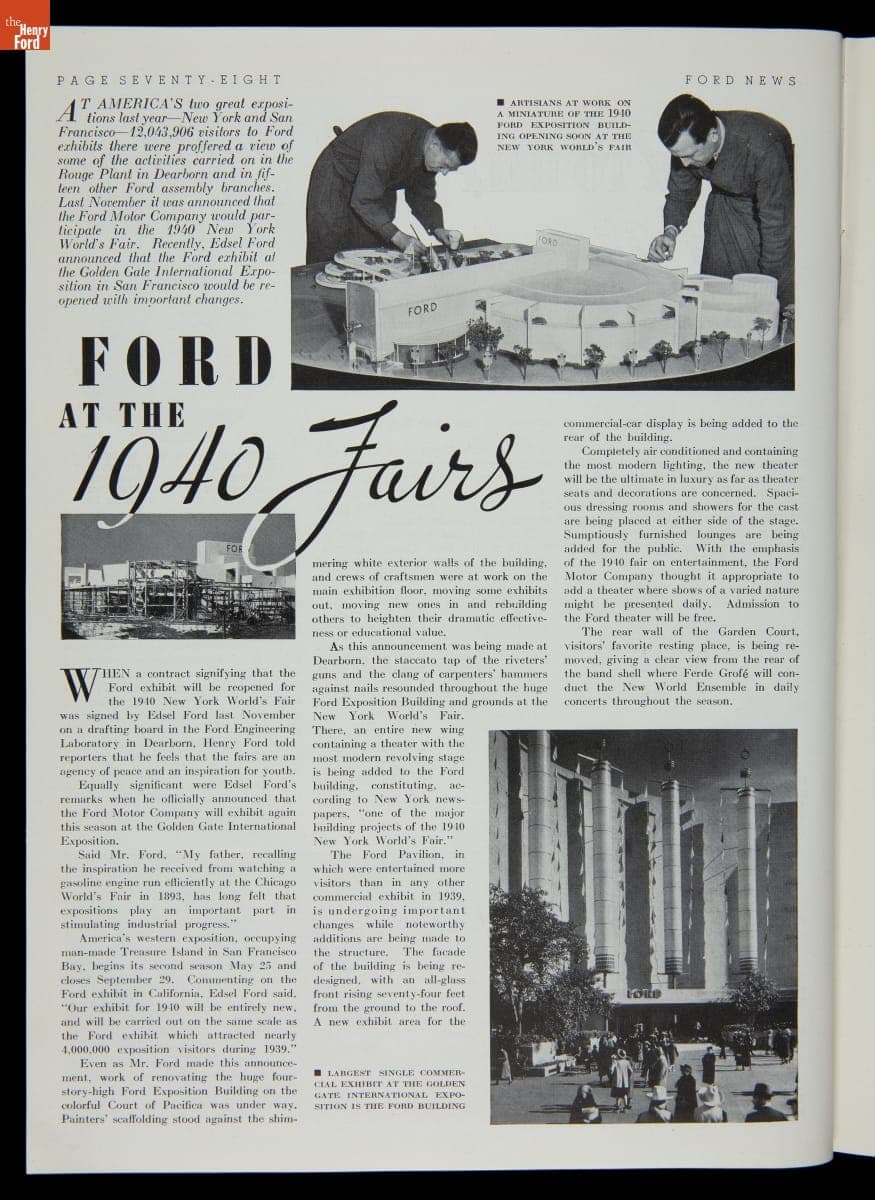 the
Henry
Ford
PAGE SEVENTY-EIGHT
FORD NEWS
AT AMERICA'S two great exposi-
tions last year—New York and San
Francisco—12,043,906 visitors to Ford
exhibits there were proffered a view of
some of the activities carried on in the
Rouge Plant in Dearborn and in fif-
teen other Ford assembly branches.
Last November it was announced that
the Ford Motor Company would par-
ticipate in the 1940 New York
World's Fair. Recently, Edsel Ford
announced that the Ford exhibit at
the Golden Gate International Expo-
sition in San Francisco would be re-
opened with important changes.
■ ARTISIANS AT WORK ON
A MINIATURE OF THE 1940
FORD EXPOSITION BUILD-
ING OPENING SOON AT THE
NEW YORK WORLD'S FAIR
FORD
FORD
FORD
AT THE
1940 Fairs
FOR
WHEN a contract signifying that the
Ford exhibit will be reopened for
the 1940 New York World's Fair
was signed by Edsel Ford last November
on a drafting board in the Ford Engineering
Laboratory in Dearborn, Henry Ford told
reporters that he feels that the fairs are an
agency of peace and an inspiration for youth.
Equally significant were Edsel Ford's
remarks when he officially announced that
the Ford Motor Company will exhibit again
this season at the Golden Gate International
Exposition.
Said Mr. Ford, "My father, recalling
the inspiration he received from watching a
gasoline engine run efficiently at the Chicago
World's Fair in 1893, has long felt that
expositions play an important part in
stimulating industrial progress."
America's western exposition, occupying
man-made Treasure Island in San Francisco
Bay, begins its second season May 25 and
closes September 29. Commenting on the
Ford exhibit in California, Edsel Ford said,
"Our exhibit for 1940 will be entirely new,
and will be carried out on the same scale as
the Ford exhibit which attracted nearly
4,000,000 exposition visitors during 1939."
Even as Mr. Ford made this announce-
ment, work of renovating the huge four-
story-high Ford Exposition Building on the
colorful Court of Pacifica was under way.
Painters' scaffolding stood against the shim-
mering white exterior walls of the building,
and crews of craftsmen were at work on the
main exhibition floor, moving some exhibits
out, moving new ones in and rebuilding
others to heighten their dramatic effective-
ness or educational value.
As this announcement was being made at
Dearborn, the staccato tap of the riveters'
guns and the clang of carpenters' hammers
against nails resounded throughout the huge
Ford Exposition Building and grounds at the
New York World's Fair.
There, an entire new wing
containing a theater with the
most modern revolving stage
is being added to the Ford
building, constituting, ac-
cording to New York news-
papers, "one of the major
building projects of the 1940
New York World's Fair."
The Ford Pavilion, in
which were entertained more
visitors than in any other
commercial exhibit in 1939,
is undergoing important
changes while noteworthy
additions are being made to
the structure. The facade
of the building is being re-
designed, with an all-glass
front rising seventy-four feet
from the ground to the roof.
A new exhibit area for the
■ LARGEST SINGLE COMMER-
CIAL EXHIBIT AT THE GOLDEN
GATE INTERNATIONAL EXPO-
SITION IS THE FORD BUILDING
commercial-car display is being added to the
rear of the building.
Completely air conditioned and containing
the most modern lighting, the new theater
will be the ultimate in luxury as far as theater
seats and decorations are concerned. Spaci-
ous dressing rooms and showers for the cast
are being placed at either side of the stage.
Sumptiously furnished lounges are being
added for the public. With the emphasis
of the 1940 fair on entertainment, the Ford
Motor Company thought it appropriate to
add a theater where shows of a varied nature
might be presented daily. Admission to
the Ford theater will be free.
The rear wall of the Garden Court,
visitors' favorite resting place, is being re-
moved, giving a clear view from the rear of
the band shell where Ferde Grofé will con-
duct the New World Ensemble in daily
concerts throughout the season.
FORD